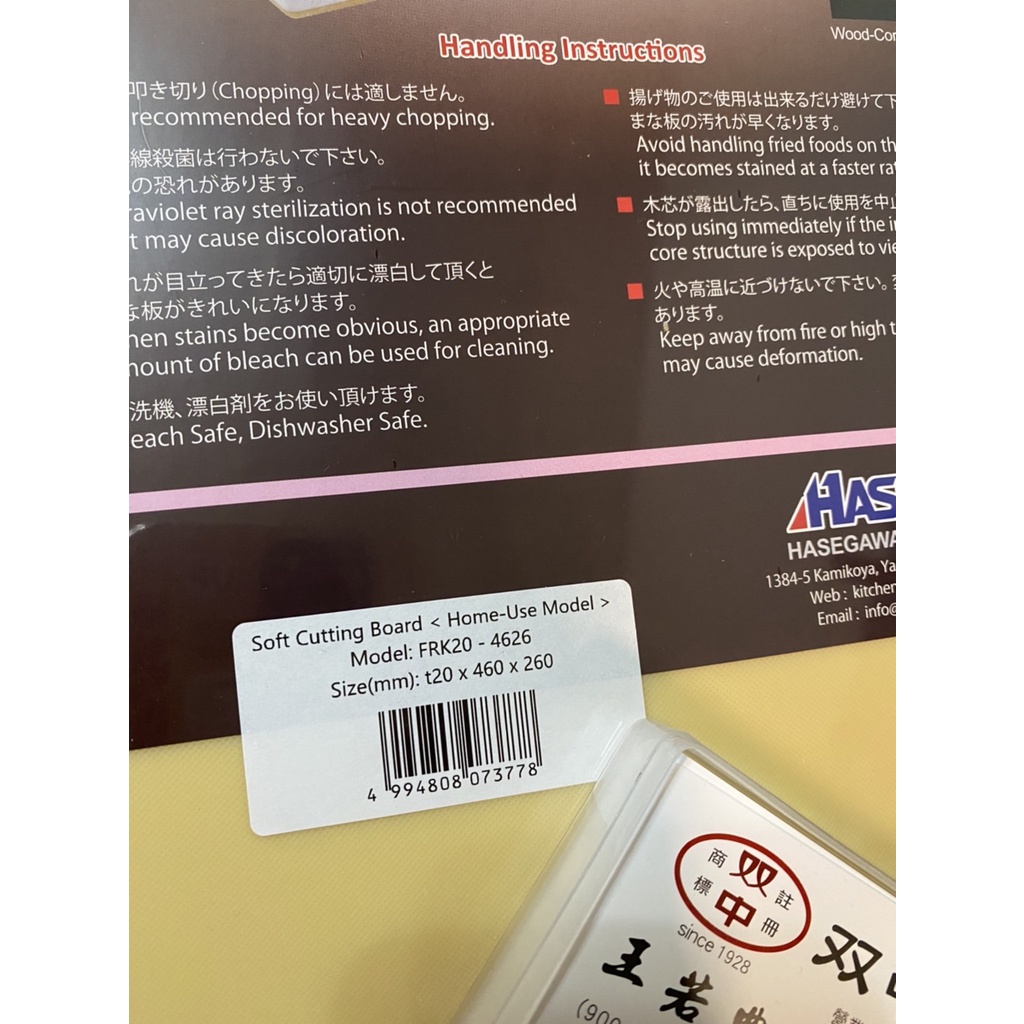 Handling Instructions
Wood-Cor
叩き切り(Chopping)には適しません。
recommended for heavy chopping.
線殺菌は行わないで下さい。
の恐れがあります。
raviolet ray sterilization is not recommended
t may cause discoloration.
れが目立ってきたら適切に漂白して頂くと
な板がきれいになります。
hen stains become obvious, an appropriate
mount of bleach can be used for cleaning.
洗機、漂白剤をお使い頂けます。
each Safe, Dishwasher Safe.
揚げ物のご使用は出来るだけ避けて下
まな板の汚れが早くなります。
Avoid handling fried foods on th
it becomes stained at a faster ra
木芯が露出したら、直ちに使用を中止
Stop using immediately if the i
core structure is exposed to vie
火や高温に近づけないで下さい。
あります。
Keep away from fire or high t
may cause deformation.
HAS
HASEGAWA
1384-5 Kamikoya, Ya
Web : kitchen
Email : info@
Soft Cutting Board < Home-Use Model >
Model: FRK20 - 4626
Size(mm): t20 x 460 x 260
4 994808 073778
商標 双中 註冊
since 1928
双
王若
(900